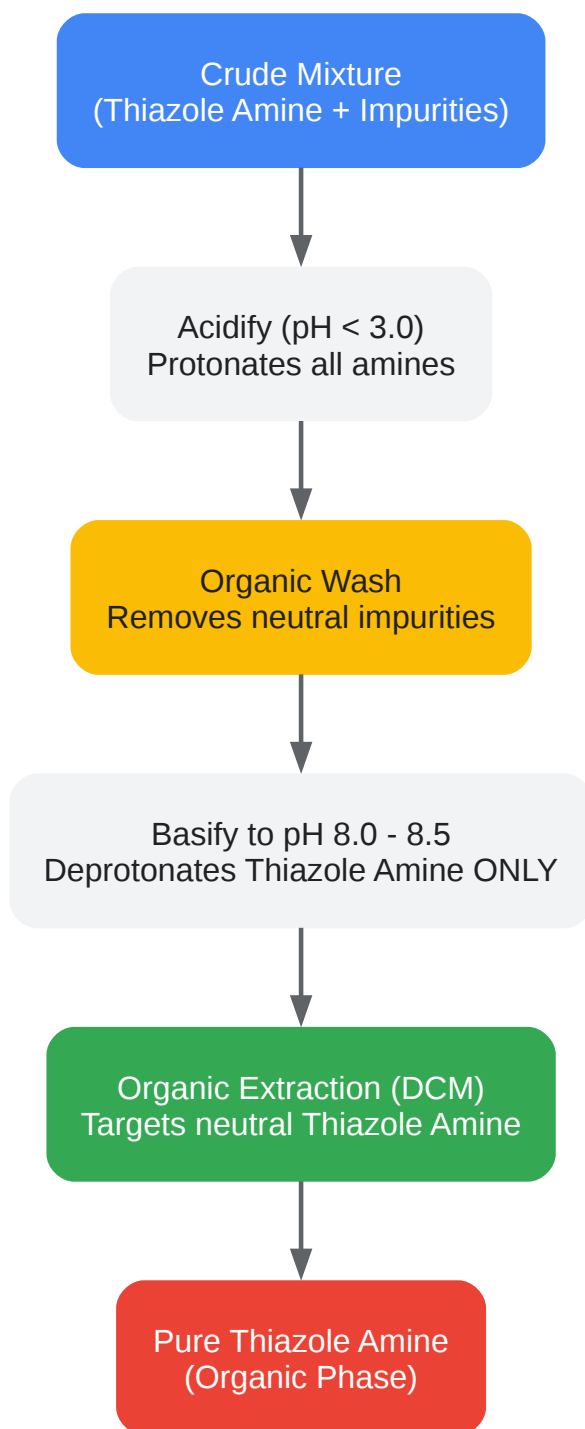 Crude Mixture
(Thiazole Amine + Impurities)
Acidify (pH < 3.0)
Protonates all amines
Organic Wash
Removes neutral impurities
Basify to pH 8.0 - 8.5
Deprotonates Thiazole Amine ONLY
Organic Extraction (DCM)
Targets neutral Thiazole Amine
Pure Thiazole Amine
(Organic Phase)